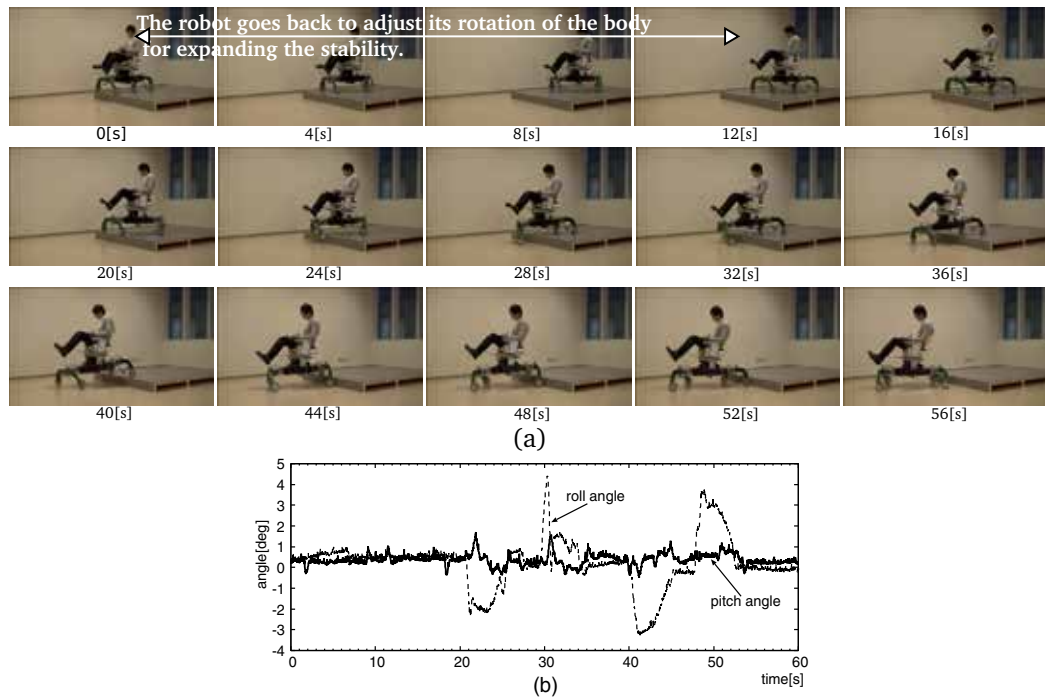 The robot goes back to adjust its rotation of the body
for expanding the stability.
0[s] 4[s] 8[s] 12[s] 16[s]
20[s] 24[s] 28[s] 32[s] 36[s]
40[s] 44[s] 48[s] 52[s] 56[s]
(a)
5
4
3
2
1
0
-1
-2
-3
-4
angle[deg]
roll angle
pitch angle
0 10 20 30 40 50 60
time[s]
(b)